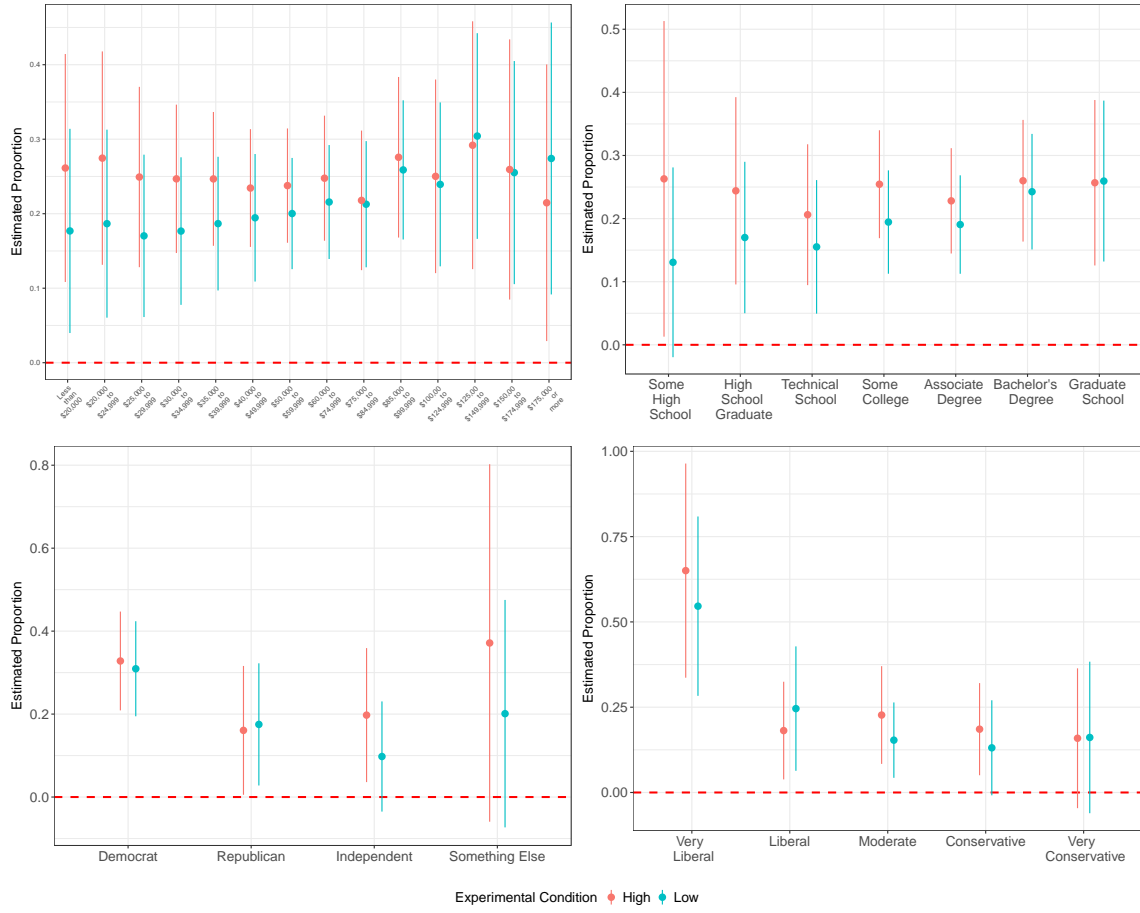 Estimated Proportion
0.4
0.3
0.2
0.1
0.0
Less
than
$20,000
$20,000
to
$24,999
$25,000
to
$29,999
$30,000
to
$34,999
$35,000
to
$39,999
$40,000
to
$49,999
$50,000
to
$59,999
$60,000
to
$74,999
$75,000
to
$84,999
$85,000
to
$99,999
$100,00
to
$124,999
$125,00
to
$149,999
$150,00
to
$174,999
$175,000
or
more
Estimated Proportion
0.5
0.4
0.3
0.2
0.1
0.0
Some
High
School
High
School
Graduate
Technical
School
Some
College
Associate
Degree
Bachelor's
Degree
Graduate
School
Estimated Proportion
0.8
0.6
0.4
0.2
0.0
Democrat
Republican
Independent
Something Else
Estimated Proportion
1.00
0.75
0.50
0.25
0.00
Very
Liberal
Liberal
Moderate
Conservative
Very
Conservative
Experimental Condition High Low